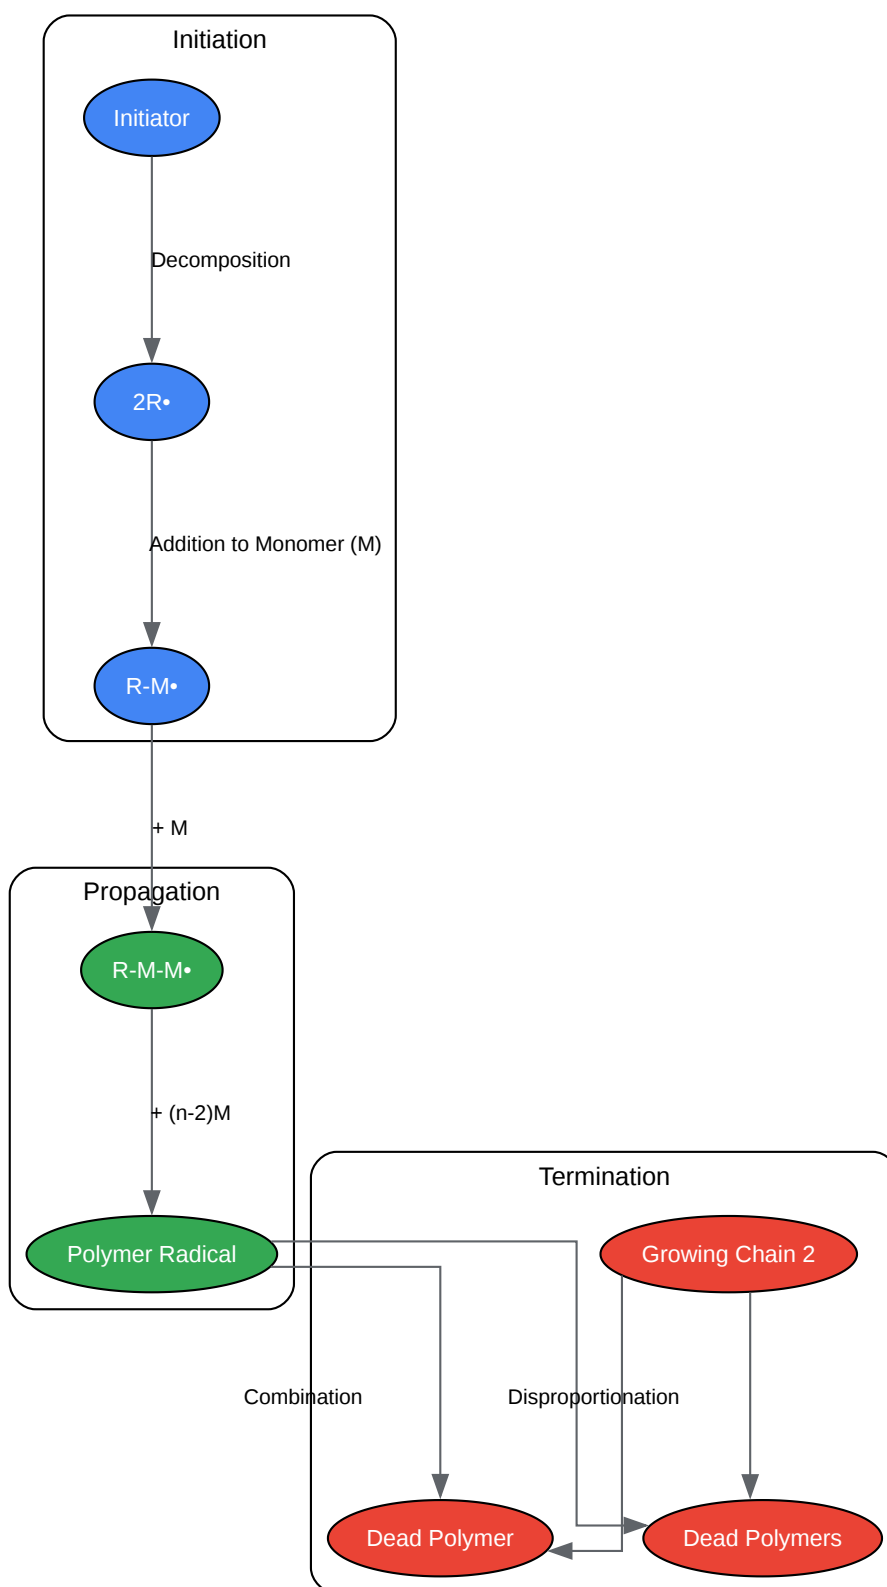 Initiation
Initiator
Decomposition
2R•
Addition to Monomer (M)
R-M•
+ M
Propagation
R-M-M•
+ (n-2)M
Termination
Polymer Radical
Growing Chain 2
Combination
Disproportionation
Dead Polymer
Dead Polymers